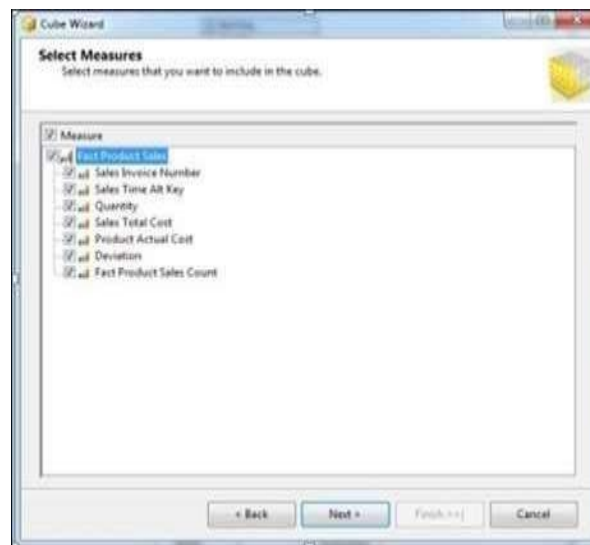 Cube Wizard
Select Measures
Select measures that you want to include in the cube.
Measure
Fact Product Sales
Sales Invoice Number
Sales Time Alt Key
Quantity
Sales Total Cost
Product Actual Cost
Deviation
Fact Product Sales Count
< Back
Next >
Finish >>|
Cancel